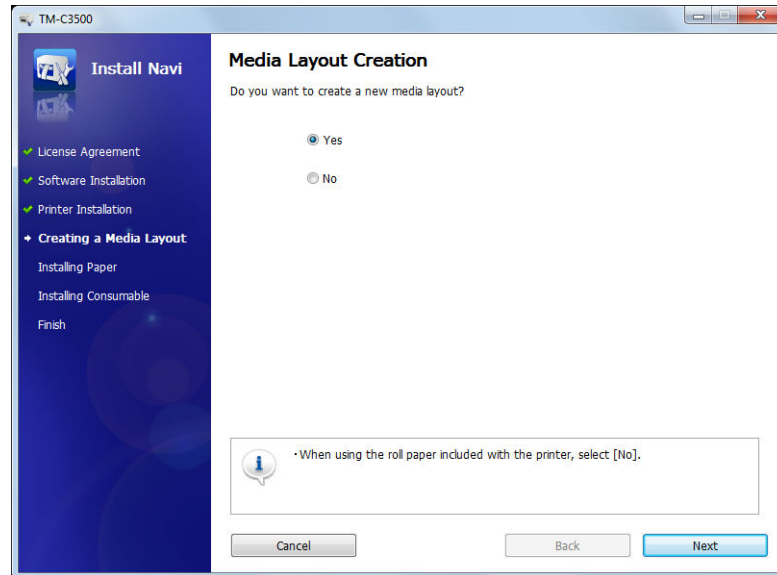 TM-C3500
Install Navi
License Agreement
Software Installation
Printer Installation
Creating a Media Layout
Installing Paper
Installing Consumable
Finish
Media Layout Creation
Do you want to create a new media layout?
Yes
No
・When using the roll paper included with the printer, select [No].
Cancel
Back
Next